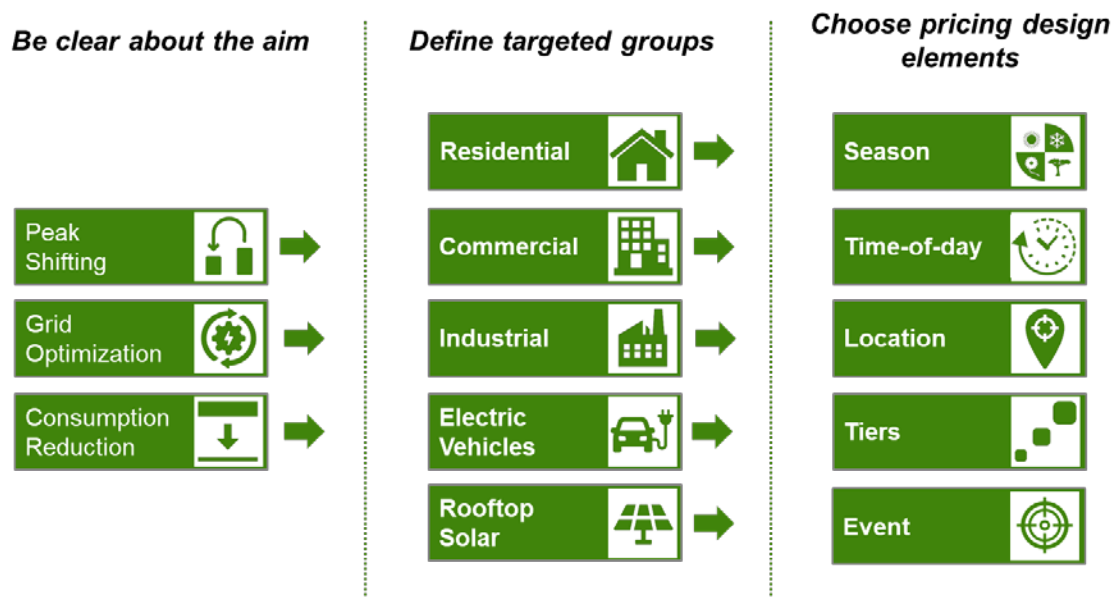 Be clear about the aim
Define targeted groups
Choose pricing design
elements
Peak
Shifting
Grid
Optimization
Consumption
Reduction
Residential
Commercial
Industrial
Electric
Vehicles
Rooftop
Solar
Season
Time-of-day
Location
Tiers
Event